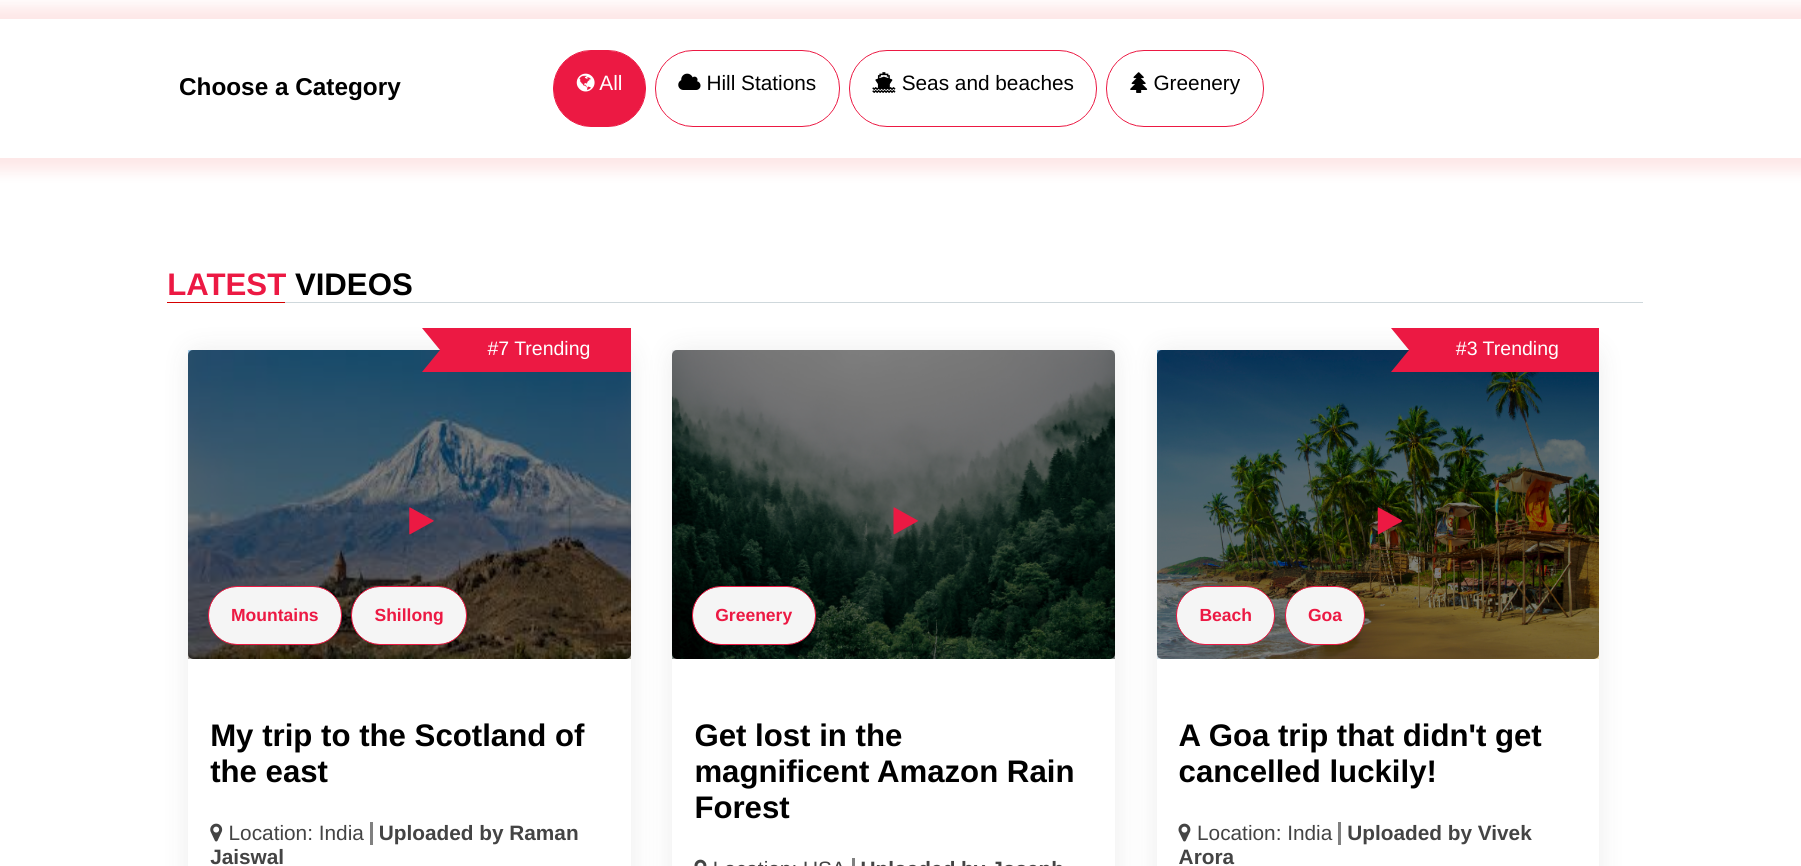 Choose a Category
All
Hill Stations
Seas and beaches
Greenery
LATEST VIDEOS
#7 Trending
Mountains
Shillong
My trip to the Scotland of
the east
Location: India | Uploaded by Raman
Jaiswal
Greenery
Get lost in the
magnificent Amazon Rain
Forest
Location: USA | Uploaded by Joseph
#3 Trending
Beach
Goa
A Goa trip that didn't get
cancelled luckily!
Location: India | Uploaded by Vivek
Arora